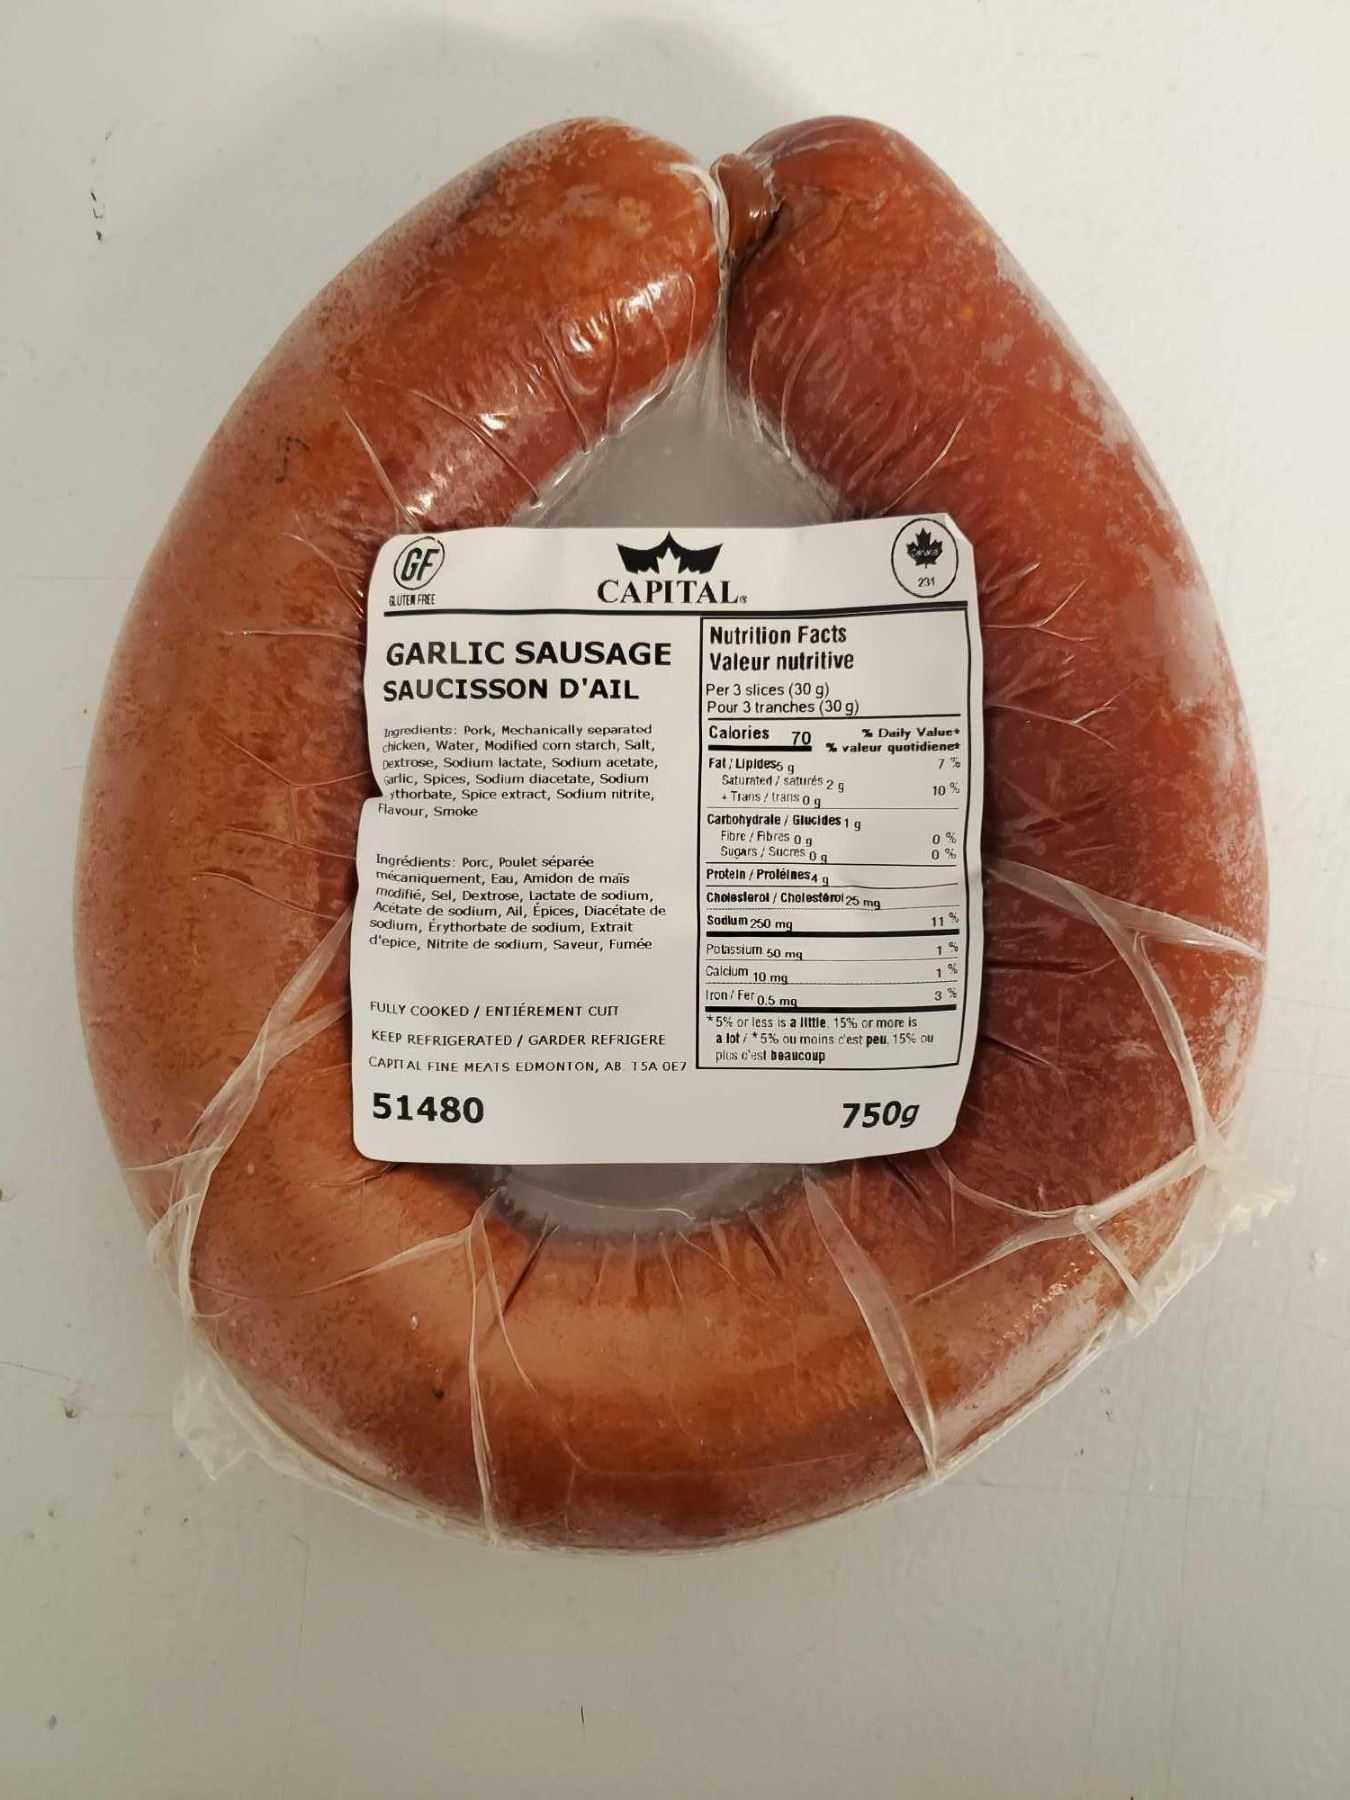 GF
GLUTEN FREE
CAPITAL®
Canada
231
GARLIC SAUSAGE
SAUCISSON D'AIL
Ingredients: Pork, Mechanically separated
chicken, Water, Modified corn starch, Salt,
Dextrose, Sodium lactate, Sodium acetate,
Garlic, Spices, Sodium diacetate, Sodium
ythorbate, Spice extract, Sodium nitrite,
Flavour, Smoke
Ingrédients: Porc, Poulet séparée
mécaniquement, Eau, Amidon de maïs
modifié, Sel, Dextrose, Lactate de sodium,
Acétate de sodium, Ail, Épices, Diacétate de
sodium, Érythorbate de sodium, Extrait
d'epice, Nitrite de sodium, Saveur, Fumée
FULLY COOKED / ENTIÉREMENT CUIT
KEEP REFRIGERATED / GARDER REFRIGERE
CAPITAL FINE MEATS EDMONTON, AB. T5A 0E7
51480
Nutrition Facts
Valeur nutritive
Per 3 slices (30 g)
Pour 3 tranches (30 g)
Calories 70 % Daily Value*
% valeur quotidienne*
Fat / Lipides 5 g 7 %
Saturated / saturés 2 g 10 %
+ Trans / trans 0 g
Carbohydrate / Glucides 1 g
Fibre / Fibres 0 g 0 %
Sugars / Sucres 0 g 0 %
Protein / Protéines 4 g
Cholesterol / Cholestérol 25 mg
Sodium 250 mg 11 %
Potassium 50 mg 1 %
Calcium 10 mg 1 %
Iron / Fer 0.5 mg 3 %
*5% or less is a little, 15% or more is
a lot / *5% ou moins c'est peu, 15% ou
plus c'est beaucoup
750g